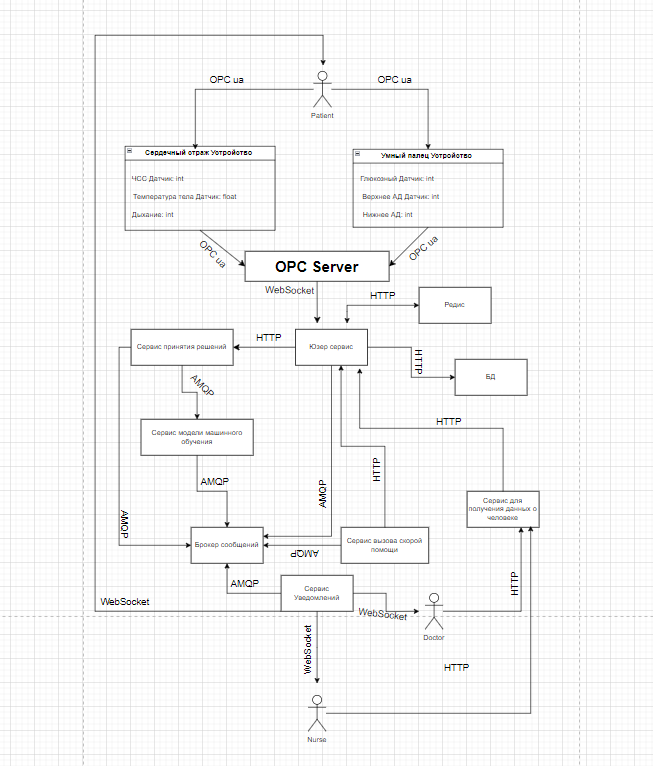 OPC ua
OPC ua
Patient
Сердечный страж Устройство
ЧСС Датчик: int
Температура тела Датчик: float
Дыхание: int
Умный палец Устройство
Глюкозный Датчик: int
Верхнее АД Датчик: int
Нижнее АД: int
OPC ua
OPC ua
OPC Server
WebSocket
HTTP
Редис
Сервис принятия решений
HTTP
Юзер сервис
HTTP
БД
AMQP
Сервис модели машинного
обучения
HTTP
HTTP
AMQP
AMQP
AMQP
Сервис для
получения данных о
человеке
Брокер сообщений
AMQP
Сервис вызова скорой
помощи
AMQP
Сервис
Уведомлений
HTTP
WebSocket
WebSocket
Doctor
WebSocket
HTTP
Nurse